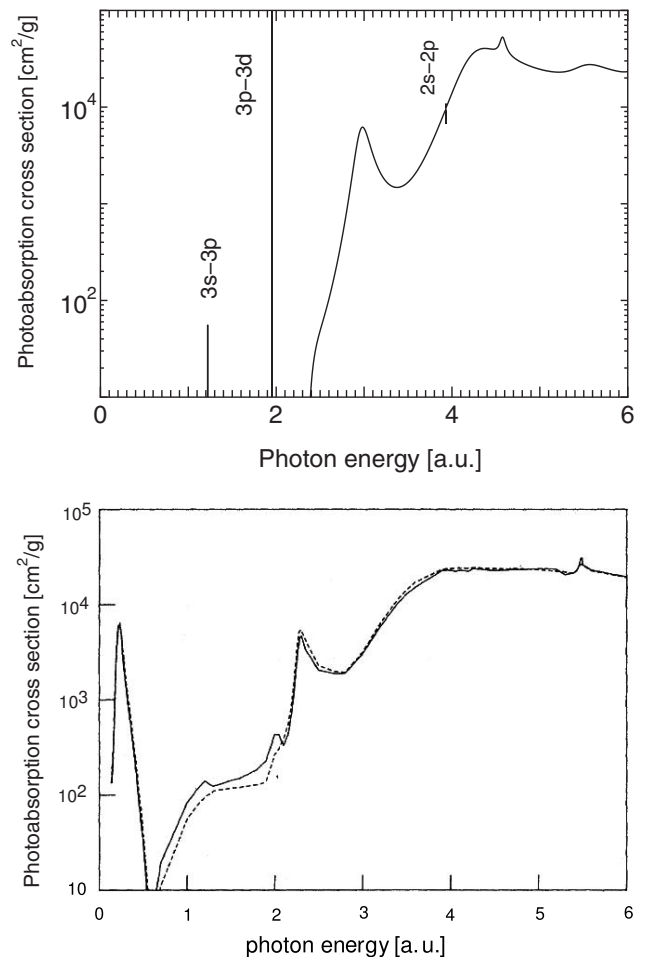 Photoabsorption cross section [cm²/g]
10⁴
10²
3s−3p
3p−3d
2s−2p
0 2 4 6
Photon energy [a.u.]
Photoabsorption cross section [cm²/g]
10⁵
10⁴
10³
10²
10
0 1 2 3 4 5 6
photon energy [a.u.]